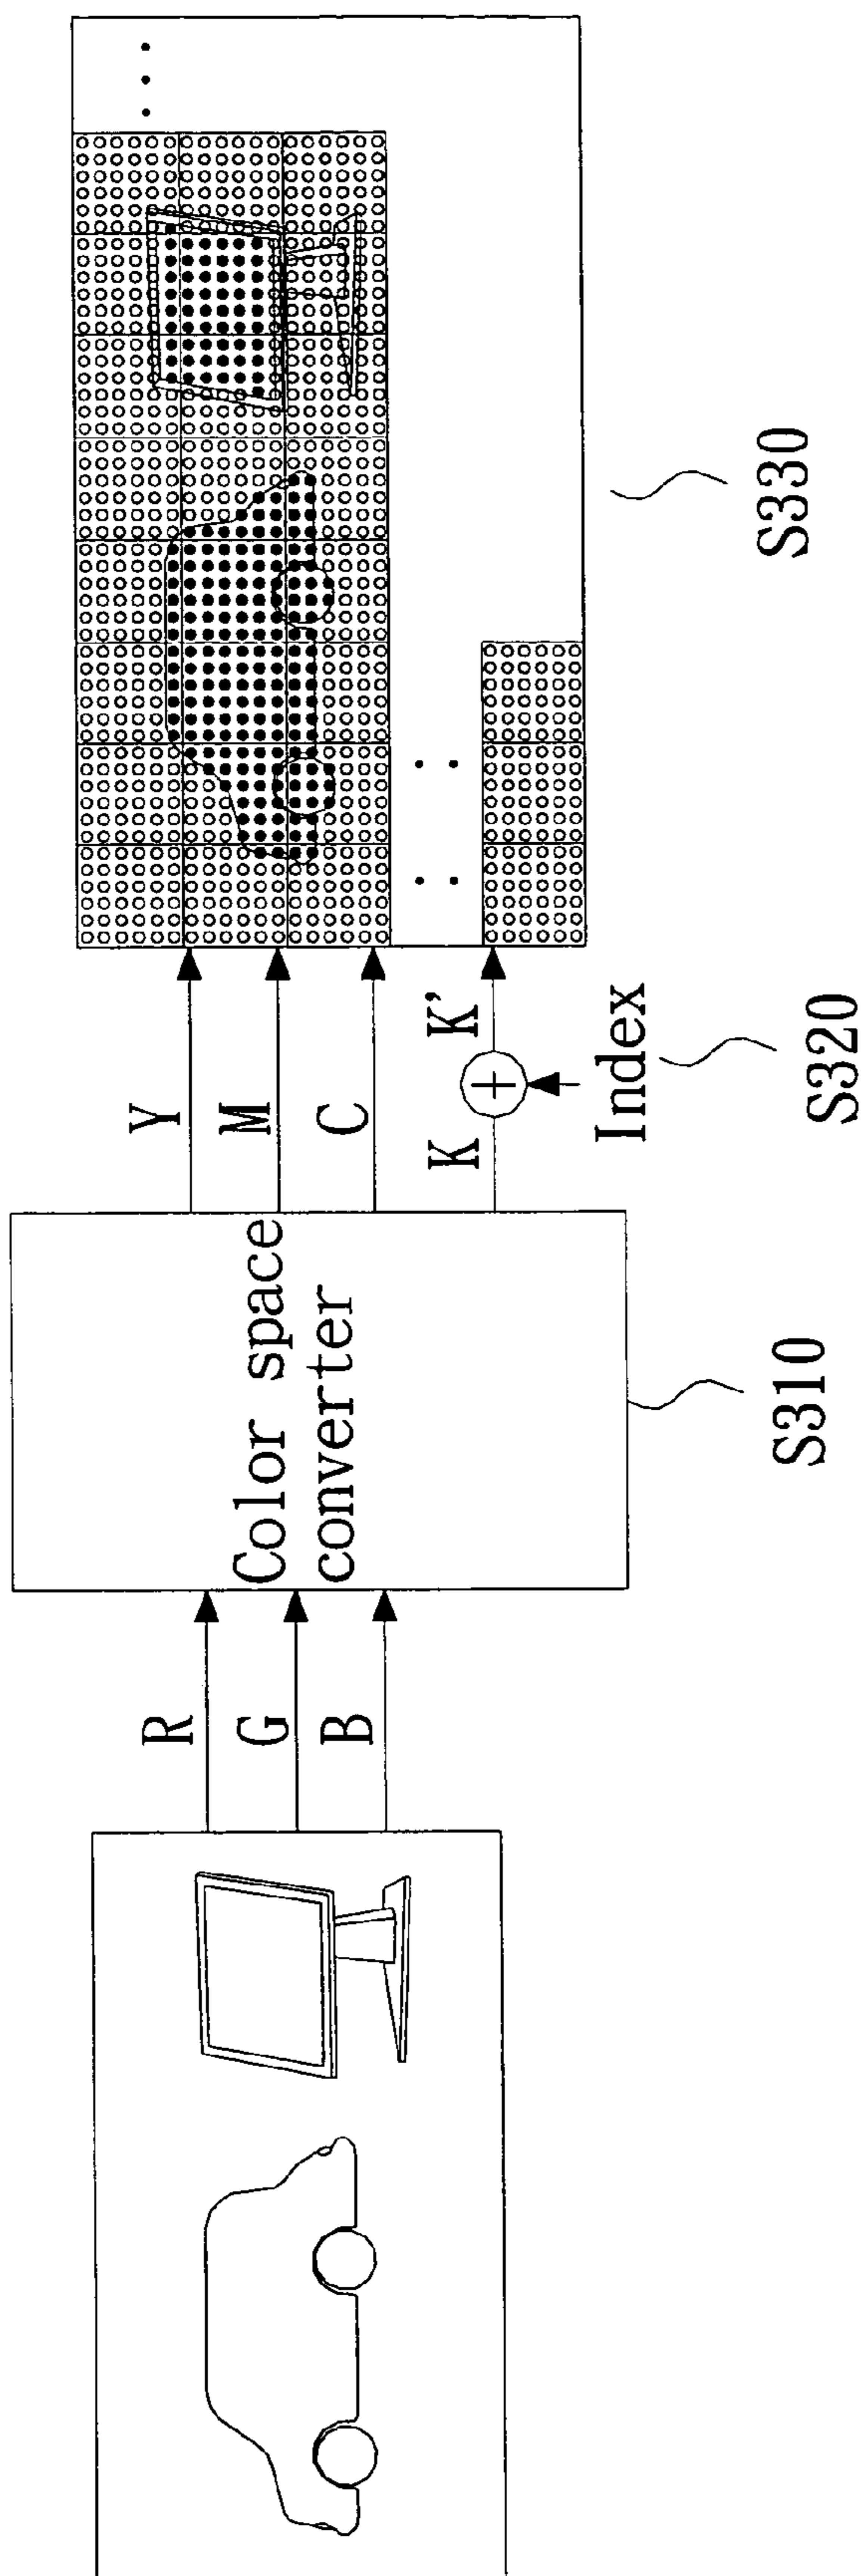 R
G
B
Color space
converter
S310
Y
M
C
K
K'
Index
S320
S330